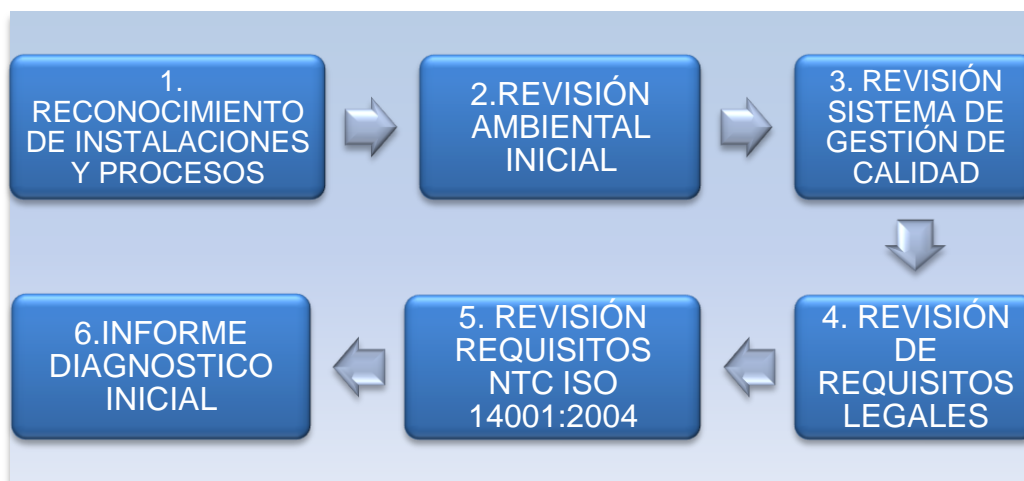 1.
RECONOCIMIENTO
DE INSTALACIONES
Y PROCESOS
2.REVISIÓN
AMBIENTAL
INICIAL
3. REVISIÓN
SISTEMA DE
GESTIÓN DE
CALIDAD
4. REVISIÓN
DE
REQUISITOS
LEGALES
5. REVISIÓN
REQUISITOS
NTC ISO
14001:2004
6.INFORME
DIAGNOSTICO
INICIAL